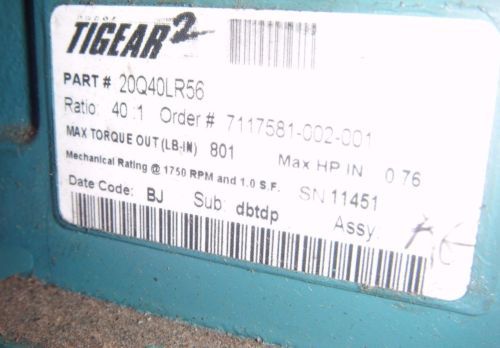 TIGEAR2
PART # 20Q40LR56
Ratio: 40 :1 Order # 7117581-002-001
MAX TORQUE OUT (LB-IN) 801 Max HP IN 0.76
Mechanical Rating @ 1750 RPM and 1.0 S.F. SN 11451
Date Code: BJ Sub: dbtdp Assy: